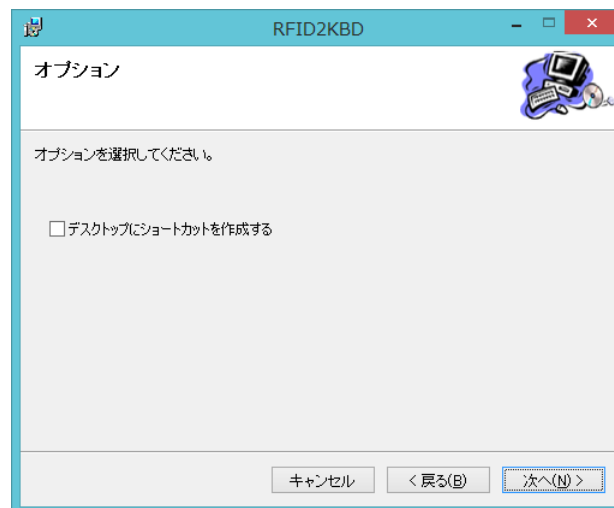 RFID2KBD
オプション
オプションを選択してください。
デスクトップにショートカットを作成する
キャンセル
< 戻る(B)
次へ(N) >